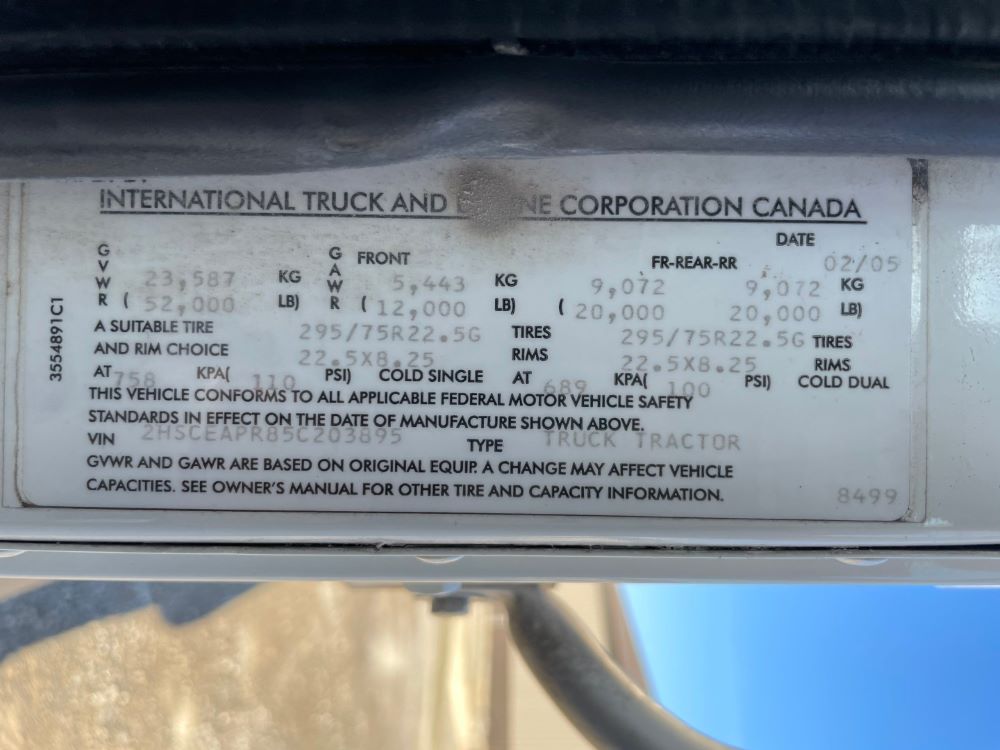 INTERNATIONAL TRUCK AND NE CORPORATION CANADA
DATE
GVWR 23,587 KG GAWR FRONT 5,443 KG FR-REAR-RR 9,072 9,072 KG 02/05
( 52,000 LB) ( 12,000 LB) ( 20,000 20,000 LB)
A SUITABLE TIRE 295/75R22.5G TIRES 295/75R22.5G TIRES
AND RIM CHOICE 22.5X8.25 RIMS 22.5X8.25 RIMS
AT 758 KPA( 110 PSI) COLD SINGLE AT 689 KPA( 100 PSI) COLD DUAL
THIS VEHICLE CONFORMS TO ALL APPLICABLE FEDERAL MOTOR VEHICLE SAFETY
STANDARDS IN EFFECT ON THE DATE OF MANUFACTURE SHOWN ABOVE.
VIN 2HSCEAPR85C203895 TYPE TRUCK TRACTOR
GVWR AND GAWR ARE BASED ON ORIGINAL EQUIP. A CHANGE MAY AFFECT VEHICLE
CAPACITIES. SEE OWNER'S MANUAL FOR OTHER TIRE AND CAPACITY INFORMATION.
8499
3554891C1